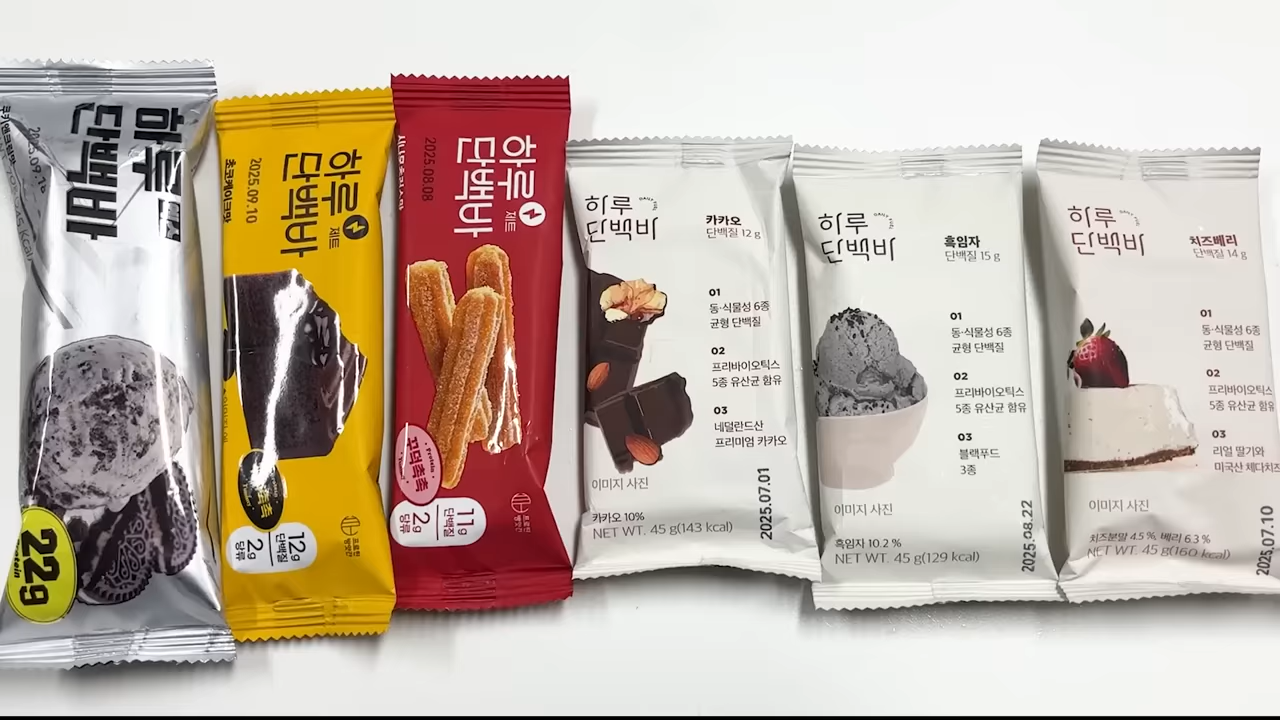 하루
단백바
2025.09.16
22g
Protein
하루
단백바
제트
2025.09.10
초코케이크맛
12g
단백질
2g
당류
하루
단백바
제트
2025.08.08
꾸덕촉촉
Protein
11g
단백질
2g
당류
하루
단백바
카카오
단백질 12 g
01
동·식물성 6종
균형 단백질
02
프리바이오틱스
5종 유산균 함유
03
네덜란드산
프리미엄 카카오
이미지 사진
카카오 10%
NET WT. 45 g(143 kcal)
2025.07.01
하루
단백바
흑임자
단백질 15 g
01
동·식물성 6종
균형 단백질
02
프리바이오틱스
5종 유산균 함유
03
블랙푸드
3종
이미지 사진
흑임자 10.2 %
NET WT. 45 g(129 kcal)
2025.08.22
하루
단백바
치즈베리
단백질 14 g
01
동·식물성 6종
균형 단백질
02
프리바이오틱스
5종 유산균 함유
03
리얼 딸기와
미국산 체다치즈
이미지 사진
치즈분말 4.5 %, 베리 6.3 %
NET WT. 45 g(160 kcal)
2025.07.10